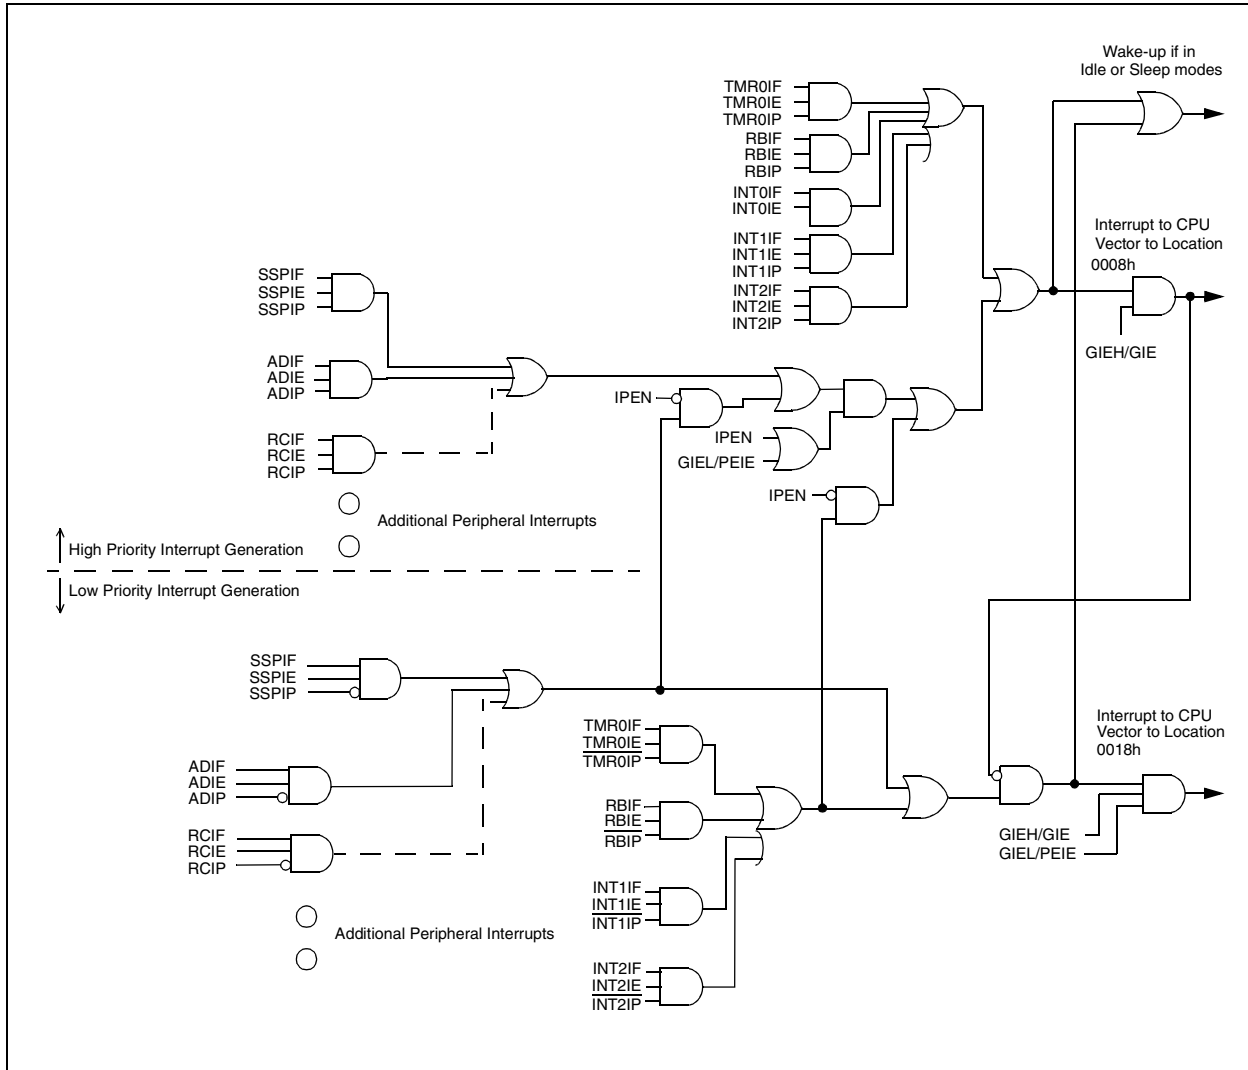 Wake-up if in
Idle or Sleep modes
TMR0IF
TMR0IE
TMR0IP
RBIF
RBIE
RBIP
INT0IF
INT0IE
INT1IF
INT1IE
INT1IP
INT2IF
INT2IE
INT2IP
Interrupt to CPU
Vector to Location
0008h
GIEH/GIE
SSPIF
SSPIE
SSPIP
ADIF
ADIE
ADIP
RCIF
RCIE
RCIP
IPEN
IPEN
GIEL/PEIE
IPEN
Additional Peripheral Interrupts
High Priority Interrupt Generation
Low Priority Interrupt Generation
SSPIF
SSPIE
SSPIP
ADIF
ADIE
ADIP
RCIF
RCIE
RCIP
Additional Peripheral Interrupts
TMR0IF
TMR0IE
TMR0IP
RBIF
RBIE
RBIP
INT1IF
INT1IE
INT1IP
INT2IF
INT2IE
INT2IP
Interrupt to CPU
Vector to Location
0018h
GIEH/GIE
GIEL/PEIE